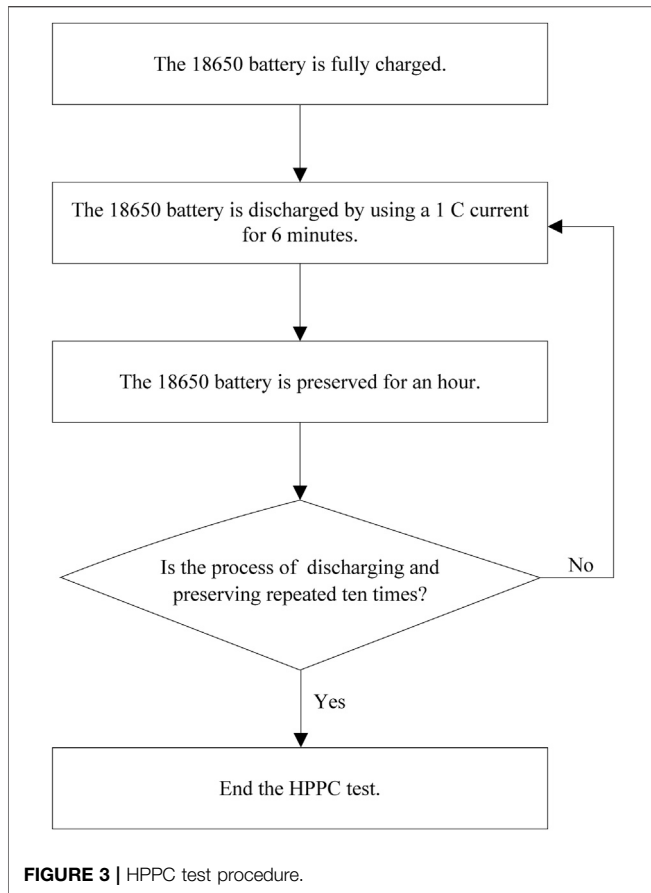 The 18650 battery is fully charged.
The 18650 battery is discharged by using a 1 C current
for 6 minutes.
The 18650 battery is preserved for an hour.
Is the process of discharging and
preserving repeated ten times?
No
Yes
End the HPPC test.
FIGURE 3 | HPPC test procedure.